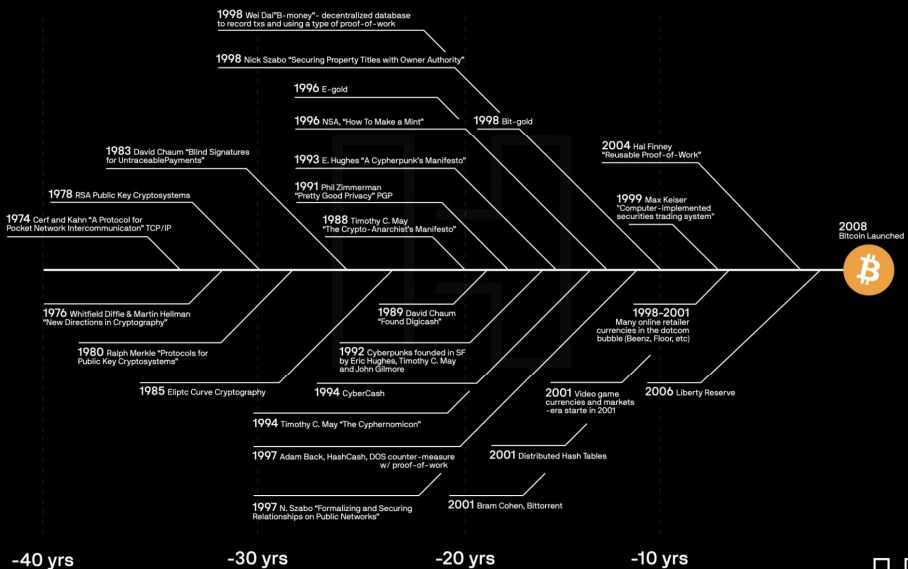 1998 Wei Dai"B-money"- decentralized database
to record txs and using a type of proof-of-work
1998 Nick Szabo "Securing Property Titles with Owner Authority"
1996 E-gold
1996 NSA, "How To Make a Mint"
1998 Bit-gold
1983 David Chaum "Blind Signatures
for UntraceablePayments"
1993 E. Hughes "A Cypherpunk's Manifesto"
2004 Hal Finney
"Reusable Proof-of-Work"
1978 RSA Public Key Cryptosystems
1991 Phil Zimmerman
"Pretty Good Privacy" PGP
1999 Max Keiser
"Computer-implemented
securities trading system"
1974 Cerf and Kahn "A Protocol for
Pocket Network Intercommunicaton" TCP/IP
1988 Timothy C. May
"The Crypto-Anarchist's Manifesto"
2008
Bitcoin Launched
1976 Whitfield Diffie & Martin Hellman
"New Directions in Cryptography"
1989 David Chaum
"Found Digicash"
1998-2001
Many online retailer
currencies in the dotcom
bubble (Beenz, Floor, etc)
1980 Ralph Merkle "Protocols for
Public Key Cryptosystems"
1992 Cyberpunks founded in SF
by Eric Hughes, Timothy C. May
and John Gilmore
1985 Eliptc Curve Cryptography
1994 CyberCash
2001 Video game
currencies and markets
-era starte in 2001
2006 Liberty Reserve
1994 Timothy C. May "The Cyphernomicon"
1997 Adam Back, HashCash, DOS counter-measure
w/ proof-of-work
2001 Distributed Hash Tables
1997 N. Szabo "Formalizing and Securing
Relationships on Public Networks"
2001 Bram Cohen, Bittorrent
-40 yrs
-30 yrs
-20 yrs
-10 yrs